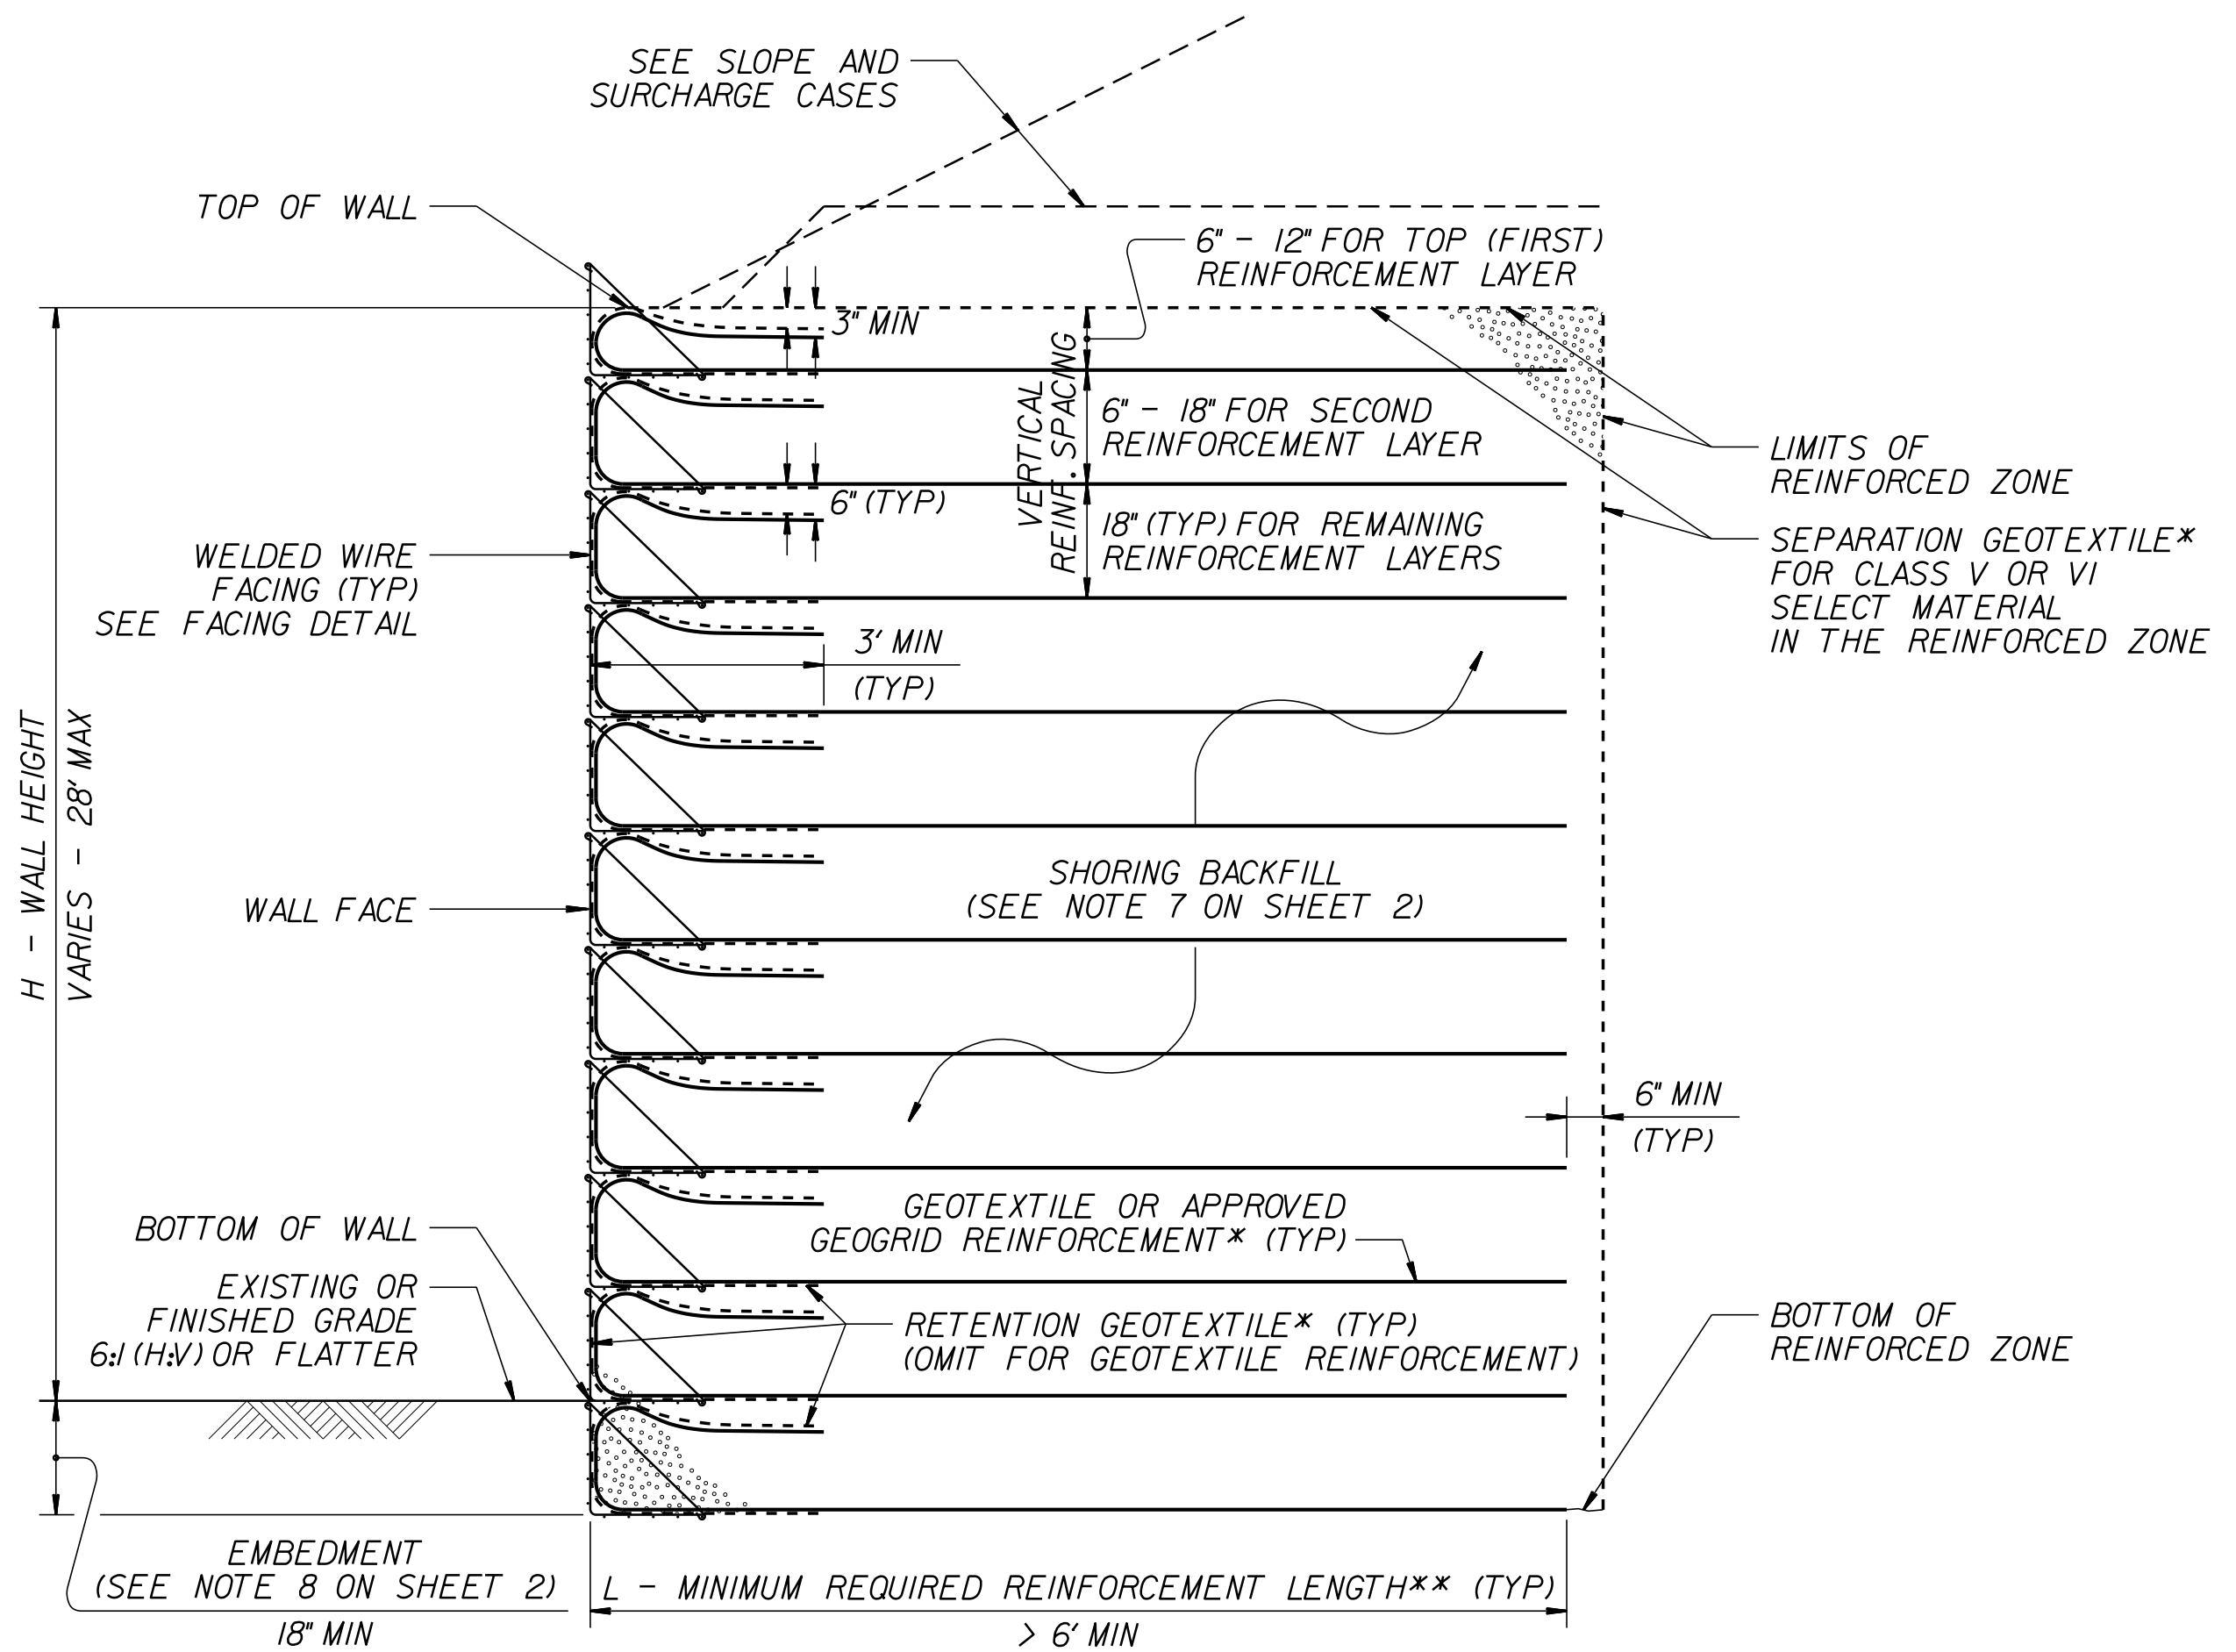 SEE SLOPE AND
SURCHARGE CASES
TOP OF WALL
6" - 12" FOR TOP (FIRST)
REINFORCEMENT LAYER
3" MIN
VERTICAL
REINF. SPACING
6" - 18" FOR SECOND
REINFORCEMENT LAYER
LIMITS OF
REINFORCED ZONE
6" (TYP)
18" (TYP) FOR REMAINING
REINFORCEMENT LAYERS
SEPARATION GEOTEXTILE*
FOR CLASS V OR VI
SELECT MATERIAL
IN THE REINFORCED ZONE
WELDED WIRE
FACING (TYP)
SEE FACING DETAIL
3' MIN
(TYP)
H - WALL HEIGHT
VARIES - 28' MAX
WALL FACE
SHORING BACKFILL
(SEE NOTE 7 ON SHEET 2)
6" MIN
(TYP)
BOTTOM OF WALL
GEOTEXTILE OR APPROVED
GEOGRID REINFORCEMENT* (TYP)
EXISTING OR
FINISHED GRADE
6:1 (H:V) OR FLATTER
RETENTION GEOTEXTILE* (TYP)
(OMIT FOR GEOTEXTILE REINFORCEMENT)
BOTTOM OF
REINFORCED ZONE
EMBEDMENT
(SEE NOTE 8 ON SHEET 2)
18" MIN
L - MINIMUM REQUIRED REINFORCEMENT LENGTH** (TYP)
> 6' MIN